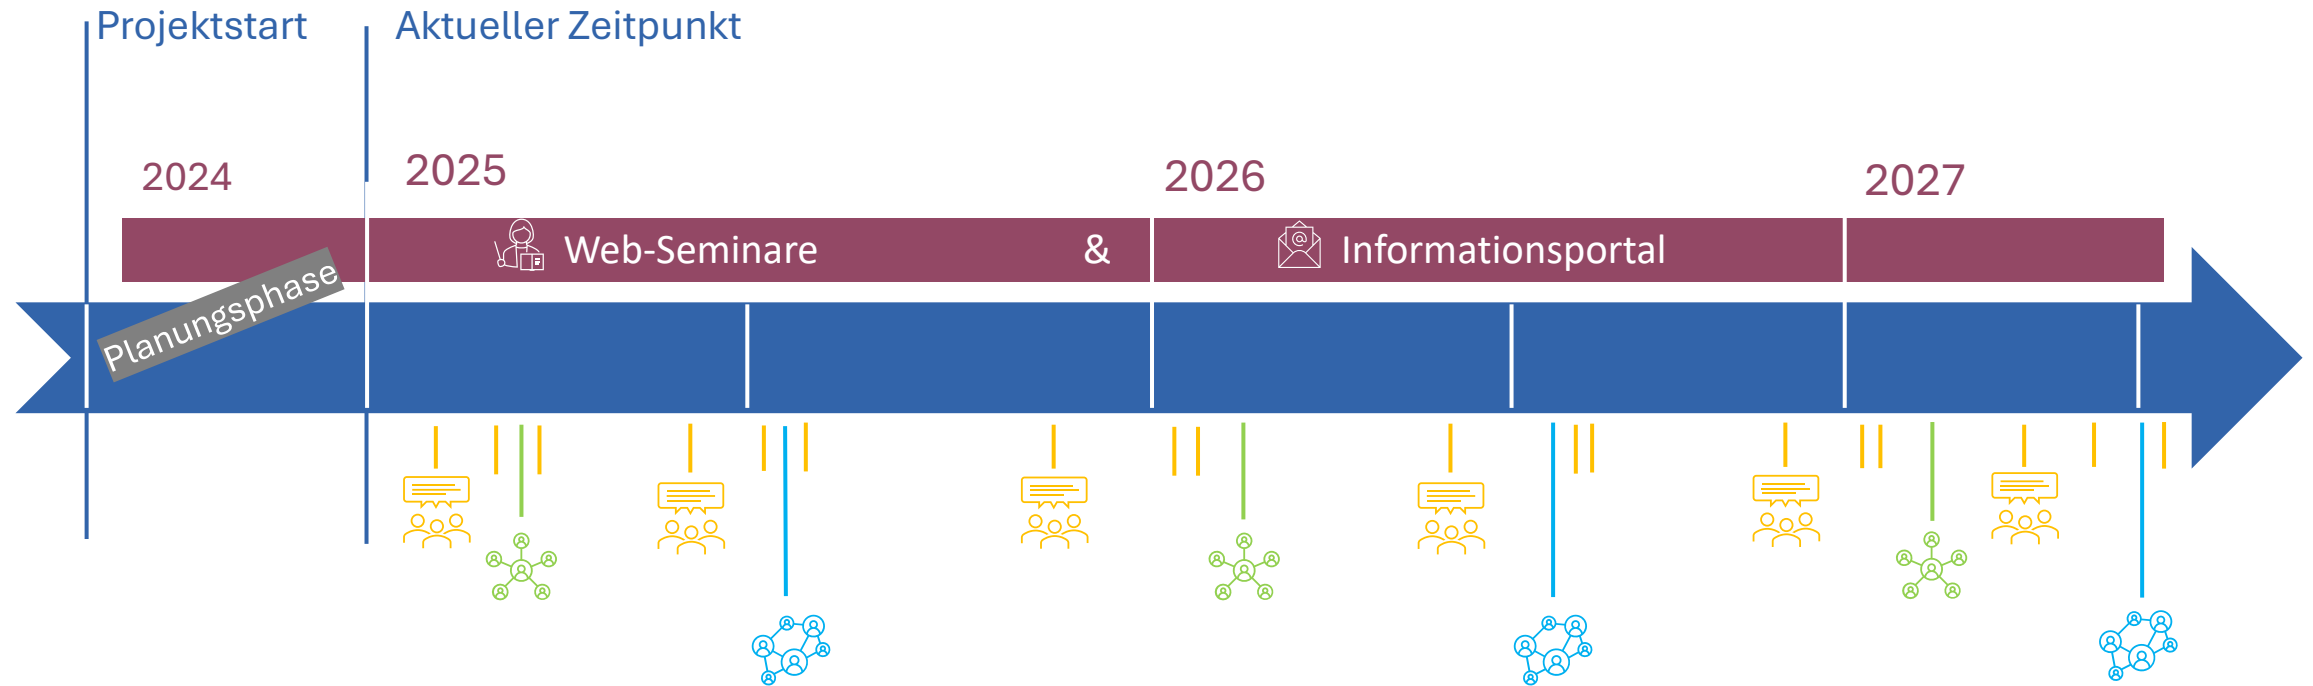 Projektstart
Aktueller Zeitpunkt
2024
2025
2026
2027
Web-Seminare
&
@
Informationsportal
Planungsphase